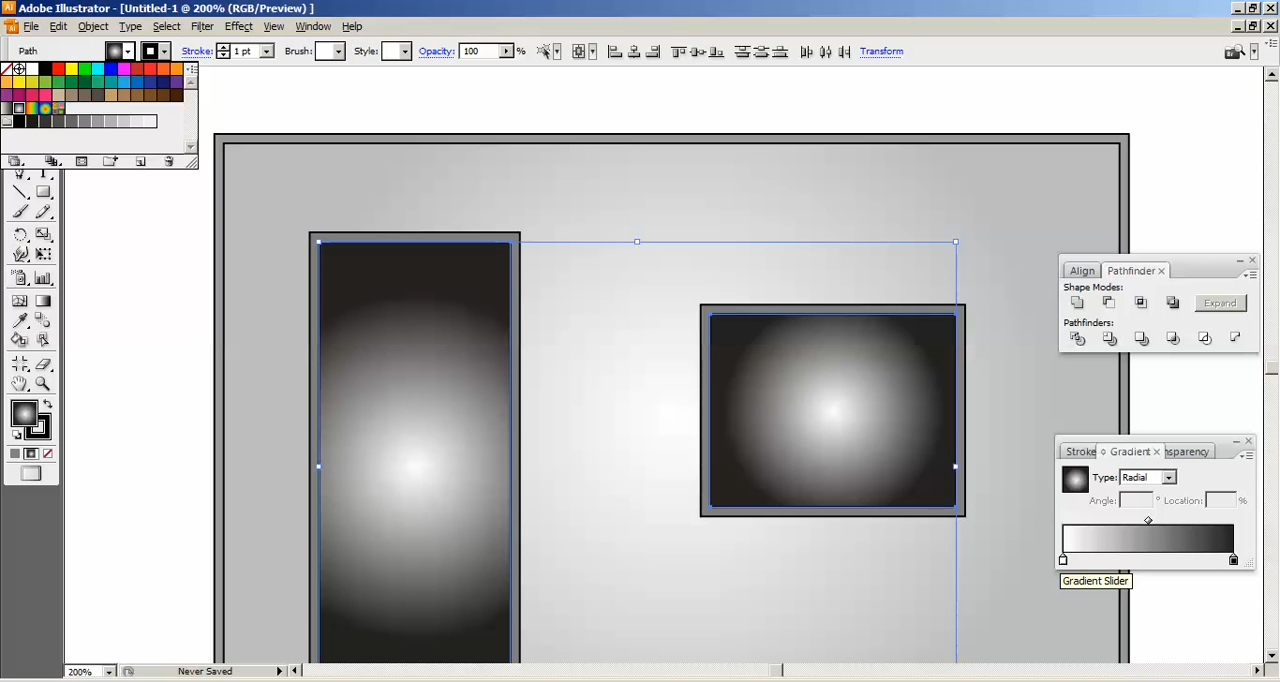 Adobe Illustrator - [Untitled-1 @ 200% (RGB/Preview) ]
File Edit Object Type Select Filter Effect View Window Help
Path Stroke: 1 pt Brush: Style: Opacity: 100 % Transform
Align Pathfinder
Shape Modes:
Expand
Pathfinders:
Stroke Gradient nsparency
Type: Radial
Angle: ° Location: %
Gradient Slider
200% Never Saved